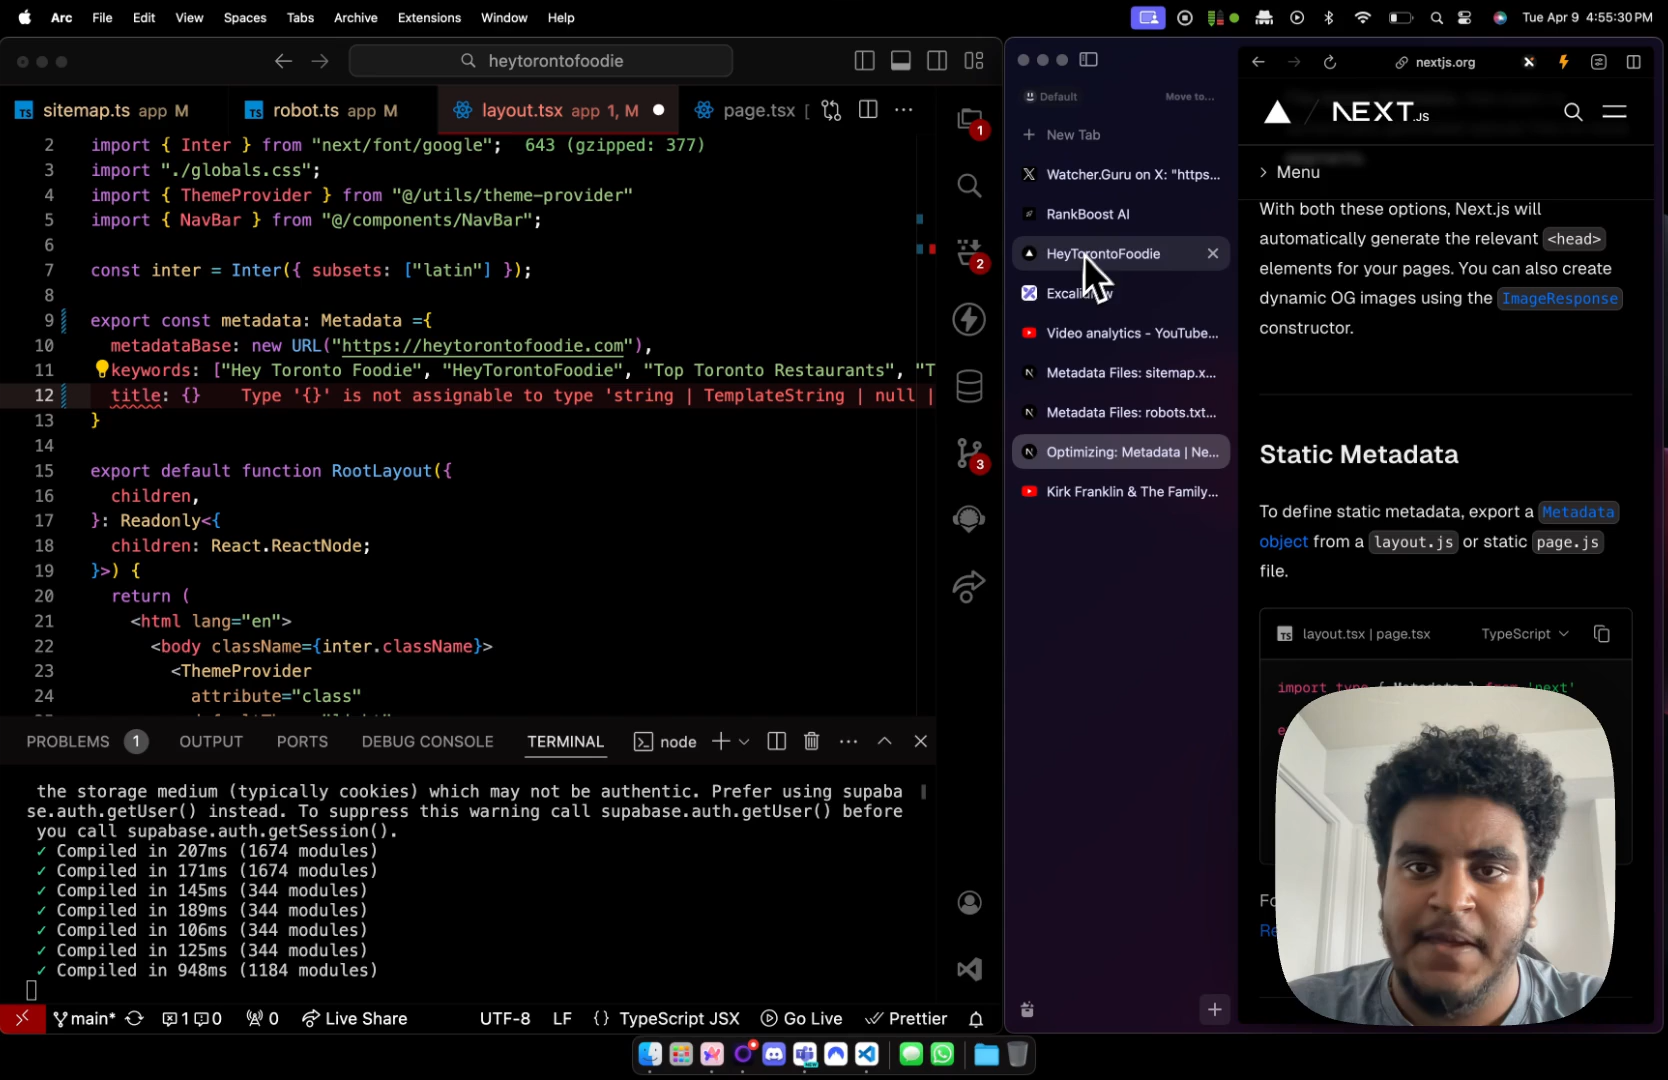 Arc File Edit View Spaces Tabs Archive Extensions Window Help
Tue Apr 9 4:55:30 PM
heytorontofoodie
TS sitemap.ts app M
TS robot.ts app M
layout.tsx app 1, M
page.tsx [
2 import { Inter } from "next/font/google"; 643 (gzipped: 377)
3 import "./globals.css";
4 import { ThemeProvider } from "@/utils/theme-provider"
5 import { NavBar } from "@/components/NavBar";
6
7 const inter = Inter({ subsets: ["latin"] });
8
9 export const metadata: Metadata ={
10 metadataBase: new URL("https://heytorontofoodie.com"),
11 keywords: ["Hey Toronto Foodie", "HeyTorontoFoodie", "Top Toronto Restaurants", "T
12 title: {} Type '{}' is not assignable to type 'string | TemplateString | null |
13 }
14
15 export default function RootLayout({
16 children,
17 }: Readonly<{
18 children: React.ReactNode;
19 }>) {
20 return (
21 <html lang="en">
22 <body className={inter.className}>
23 <ThemeProvider
24 attribute="class"
PROBLEMS 1 OUTPUT PORTS DEBUG CONSOLE TERMINAL node
the storage medium (typically cookies) which may not be authentic. Prefer using supaba
se.auth.getUser() instead. To suppress this warning call supabase.auth.getUser() before
you call supabase.auth.getSession().
✓ Compiled in 207ms (1674 modules)
✓ Compiled in 171ms (1674 modules)
✓ Compiled in 145ms (344 modules)
✓ Compiled in 189ms (344 modules)
✓ Compiled in 106ms (344 modules)
✓ Compiled in 125ms (344 modules)
✓ Compiled in 948ms (1184 modules)
main* 1 0 0 Live Share UTF-8 LF {} TypeScript JSX Go Live Prettier
1
2
3
Default Move to...
New Tab
Watcher.Guru on X: "https...
RankBoost AI
HeyTorontoFoodie
Video analytics - YouTube...
Metadata Files: sitemap.x...
Metadata Files: robots.txt...
Optimizing: Metadata | Ne...
Kirk Franklin & The Family...
nextjs.org
NEXT.JS
Menu
With both these options, Next.js will
automatically generate the relevant <head>
elements for your pages. You can also create
dynamic OG images using the ImageResponse
constructor.
Static Metadata
To define static metadata, export a Metadata
object from a layout.js or static page.js
file.
TS layout.tsx | page.tsx TypeScript
import type { Metadata } from 'next'